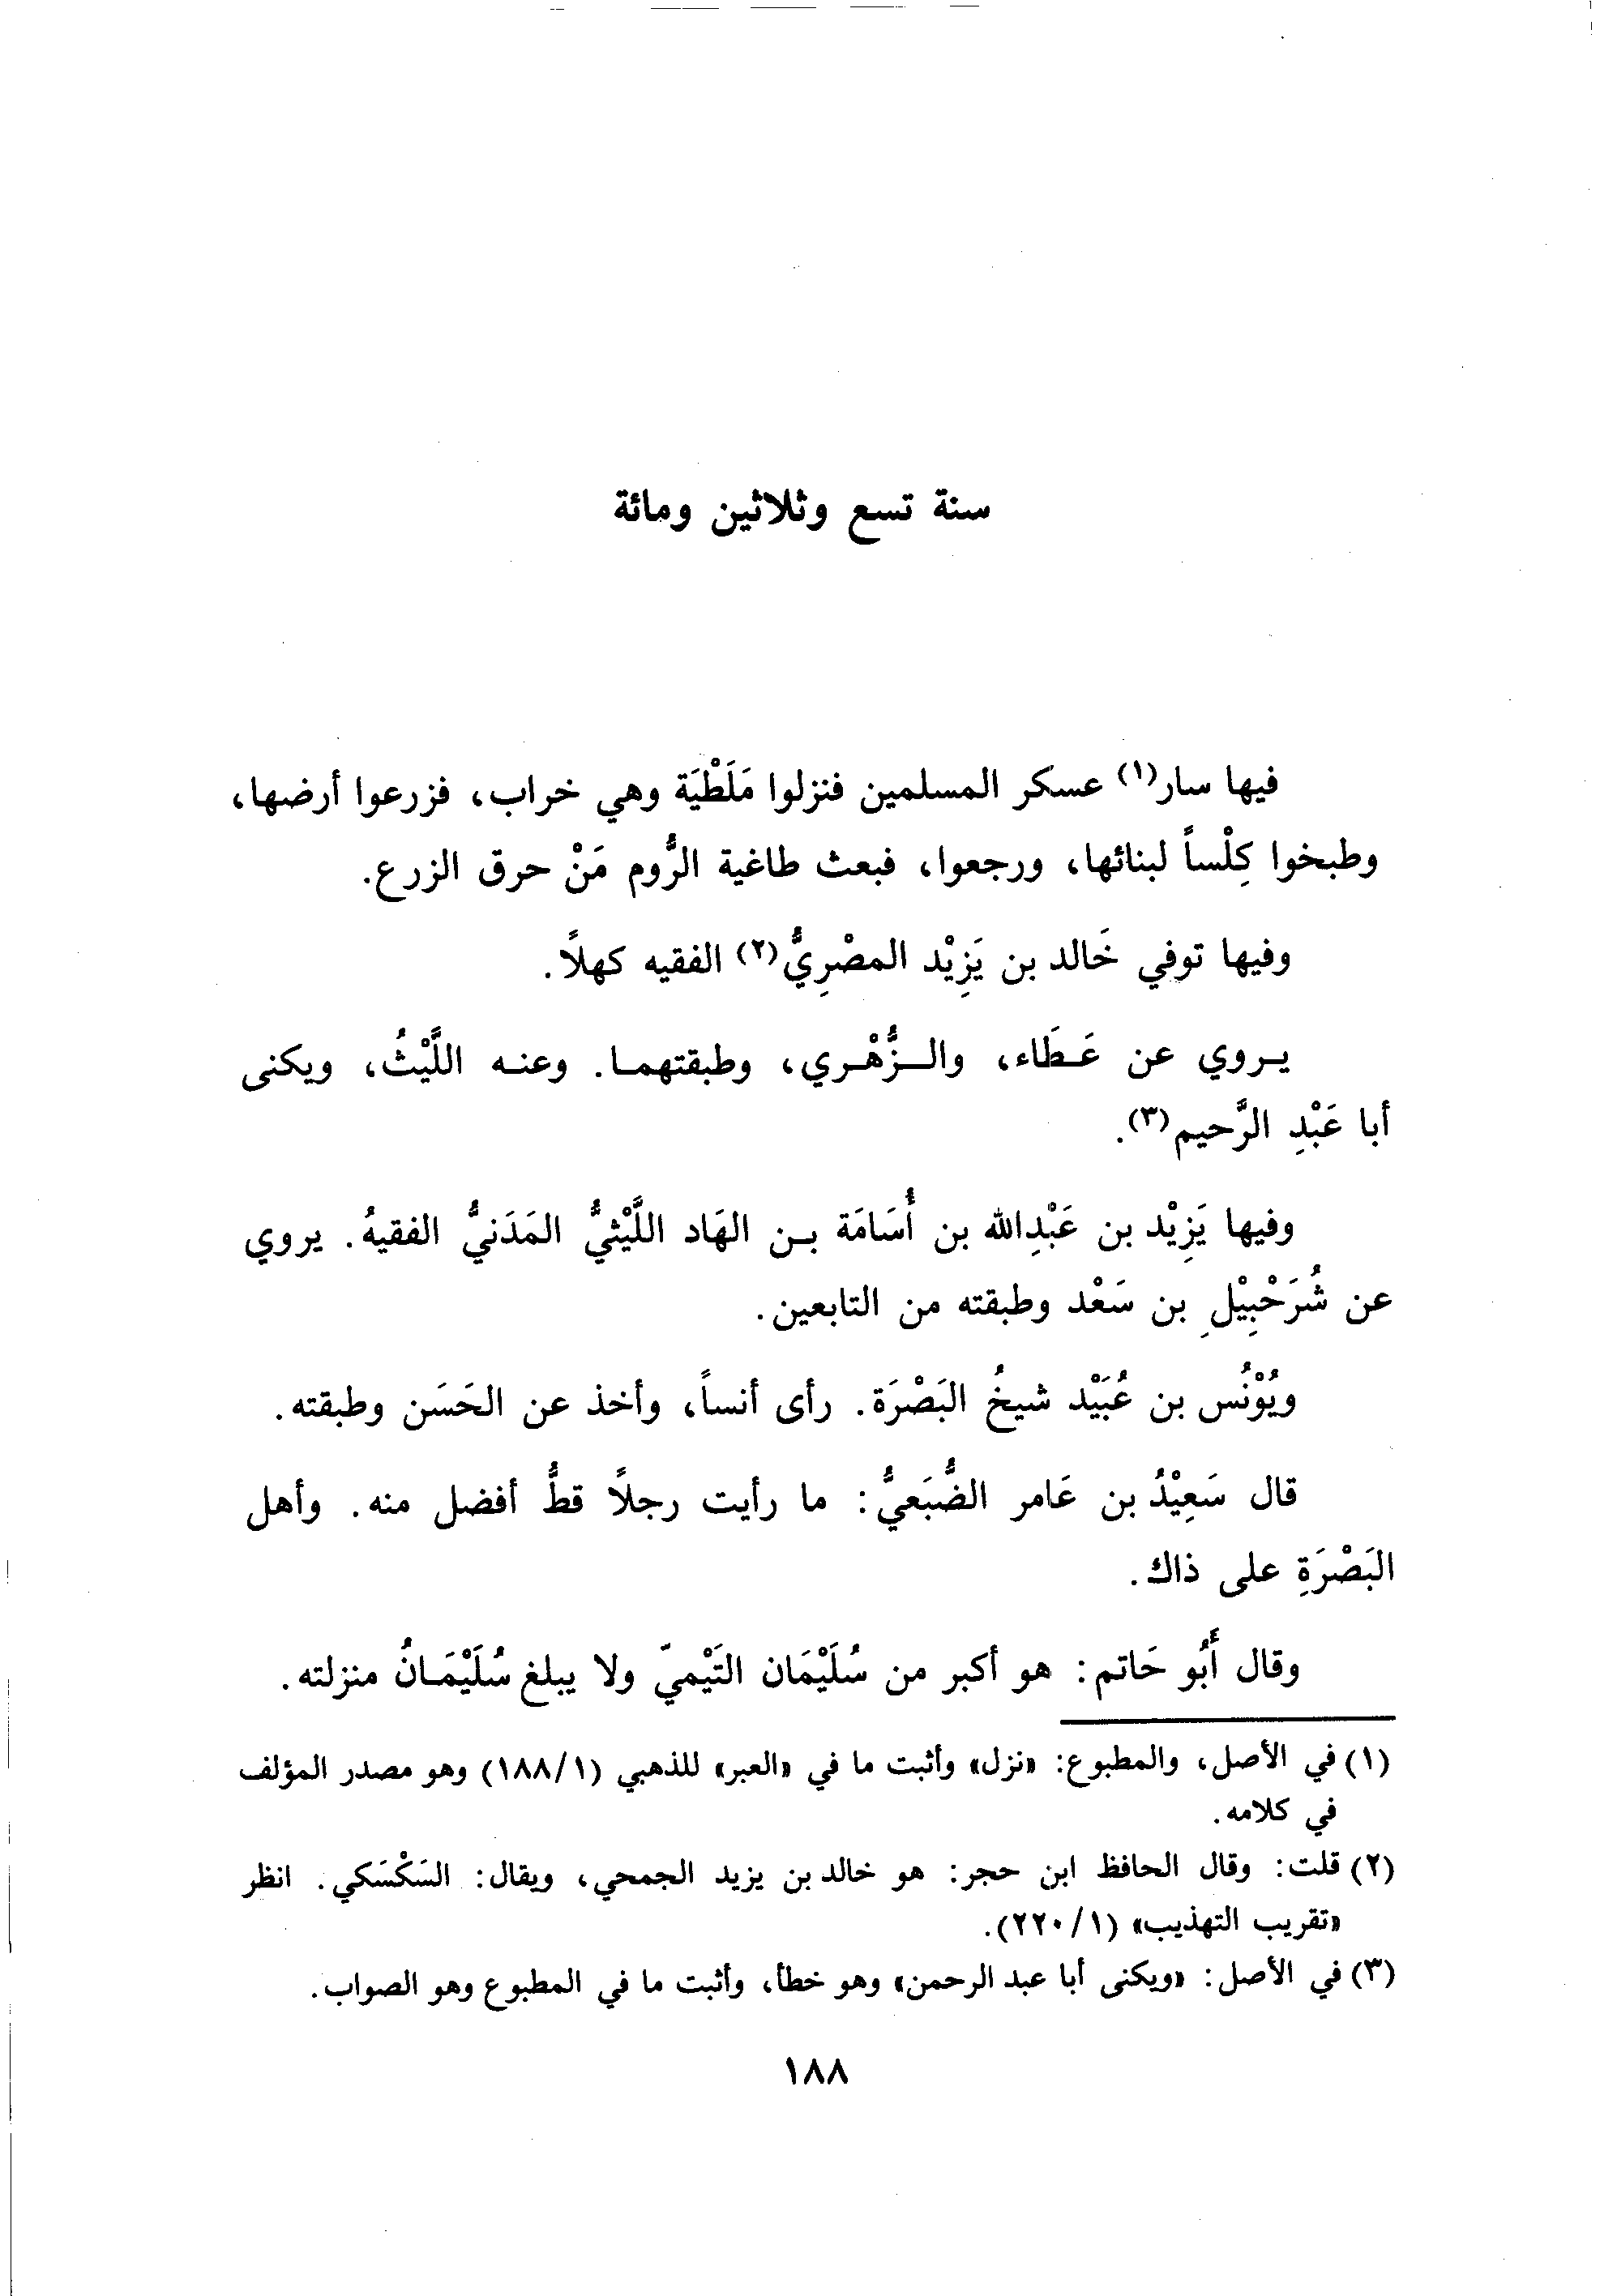 سنة تسع وثلاثين ومائة
فيها سار(١) عسكر المسلمين فنزلوا مَلَطْيَة وهي خراب، فزرعوا أرضها،
وطبخوا كِلْساً لبنائها، ورجعوا، فبعث طاغية الرُّوم مَنْ حرق الزرع.
وفيها توفي خَالد بن يَزِيْد المصْرِيُّ(٢) الفقيه كهلاً.
يروي عن عَطَاء، والزُّهْري، وطبقتهما. وعنه اللَّيْثُ، ويكنى
أبا عَبْدِ الرَّحيم(٣).
وفيها يَزِيْد بن عَبْدِالله بن أُسَامَة بن الهَاد اللَّيْثيُّ المَدَنيُّ الفقيهُ. يروي
عن شُرَحْبِيْلِ بن سَعْد وطبقته من التابعين.
ويُوْنُس بن عُبَيْد شيخُ البَصْرَة. رأى أنساً، وأخذ عن الحَسَن وطبقته.
قال سَعِيْدُ بن عَامر الضُّبَعيُّ: ما رأيت رجلاً قطُّ أفضل منه. وأهل
البَصْرَةِ على ذاك.
وقال أَبُو حَاتم: هو أكبر من سُلَيْمَان التَيْميّ ولا يبلغ سُلَيْمَانُ منزلته.
(١) في الأصل، والمطبوع: «نزل» وأثبت ما في «العبر» للذهبي (١/١٨٨) وهو مصدر المؤلف
في كلامه.
(٢) قلت: وقال الحافظ ابن حجر: هو خالد بن يزيد الجمحي، ويقال: السَكْسَكي. انظر
«تقريب التهذيب» (١/٢٢٠).
(٣) في الأصل: «ويكنى أبا عبد الرحمن» وهو خطأ، وأثبت ما في المطبوع وهو الصواب.
١٨٨